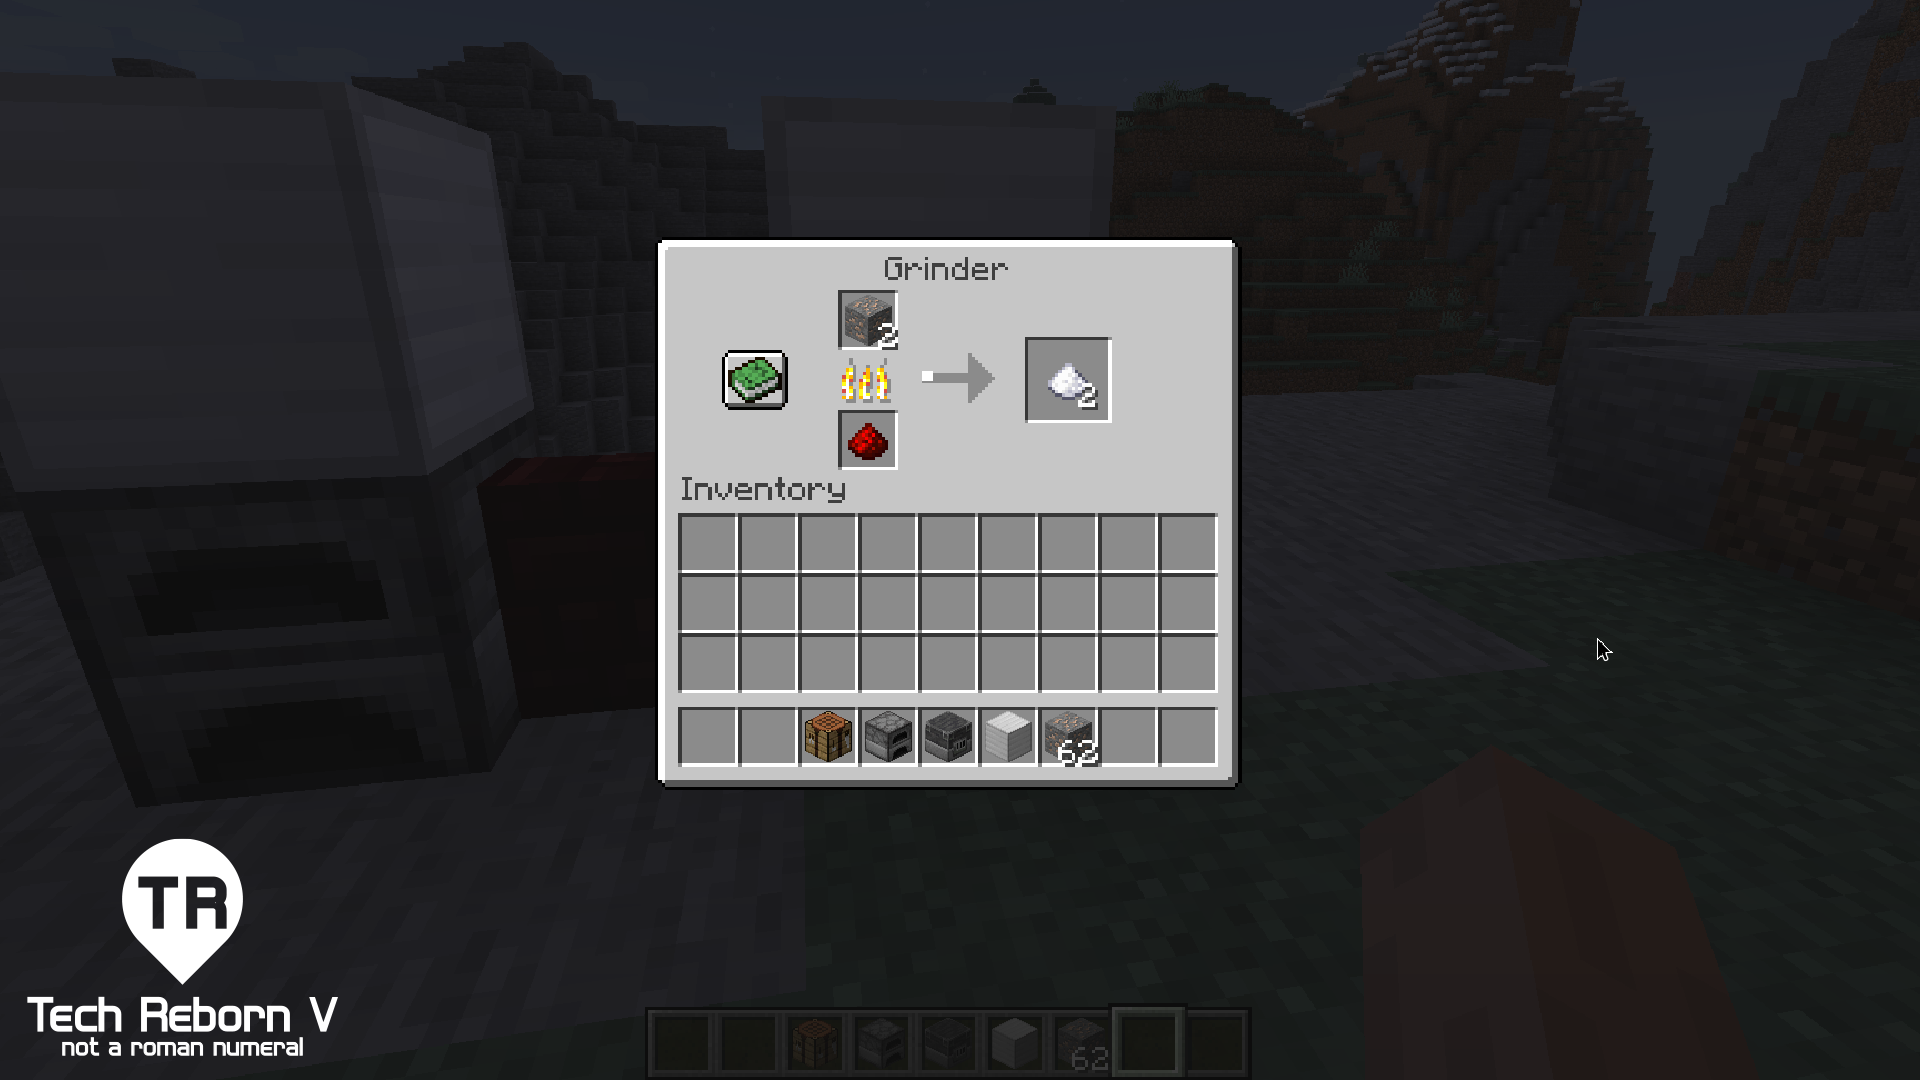 Grinder
2
2
Inventory
62
TR
Tech Reborn V
not a roman numeral
62